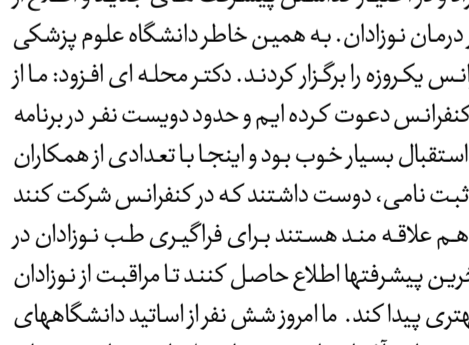 درمان نوزادان. به همین خاطر دانشگاه علوم پزشکی
یکروزه را برگزار کردند. دکتر محله ای افزود: ما از
کنفرانس دعوت کرده ایم و حدود دویست نفر در برنامه
استقبال بسیار خوب بود و اینجا با تعدادی از همکاران
ثبت نامی، دوست داشتند که در کنفرانس شرکت کنند
هم علاقه مند هستند برای فراگیری طب نوزادان در
پیشرفتها اطلاع حاصل کنند تا مراقبت از نوزادان
پیدا کند. ما امروز شش نفر از اساتید دانشگاههای